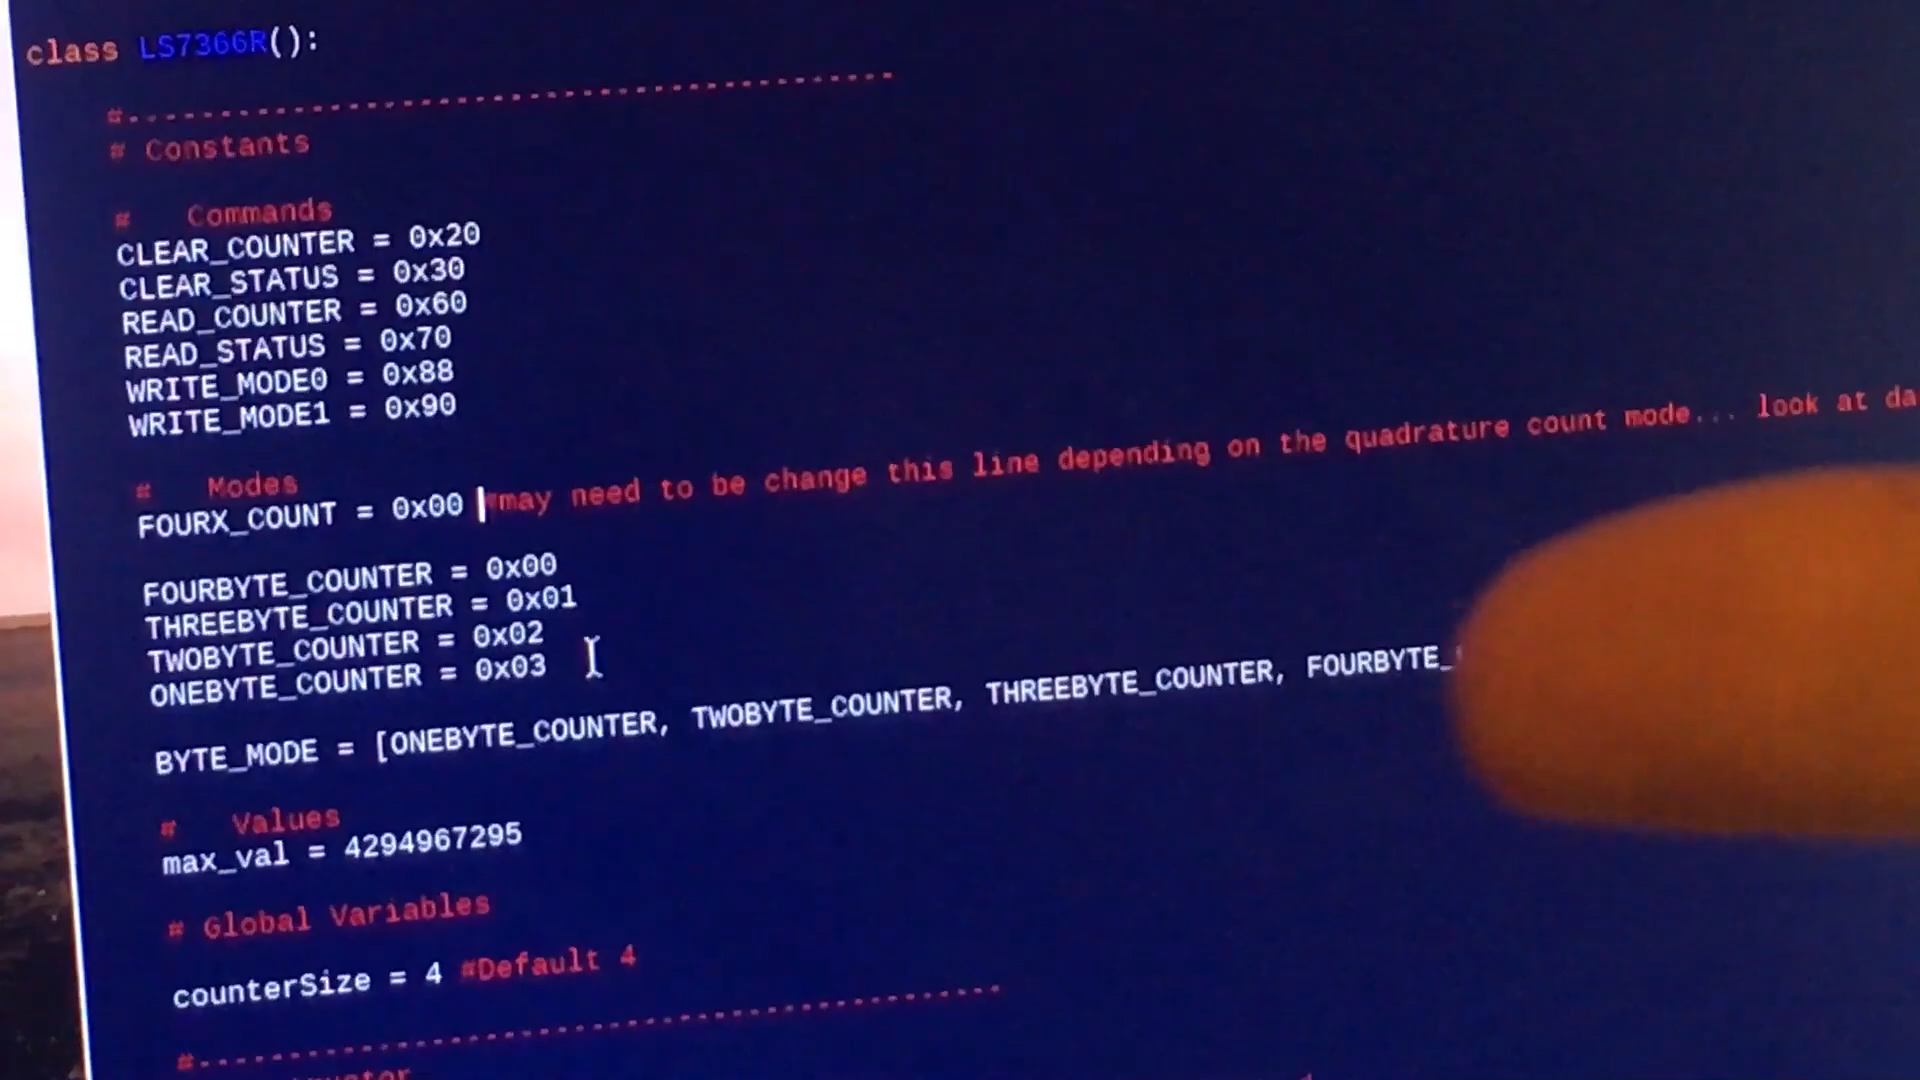 class LS7366R():
#-------------------------------------------
# Constants
# Commands
CLEAR_COUNTER = 0x20
CLEAR_STATUS = 0x30
READ_COUNTER = 0x60
READ_STATUS = 0x70
WRITE_MODE0 = 0x88
WRITE_MODE1 = 0x90
# Modes
FOURX_COUNT = 0x00 #may need to be change this line depending on the quadrature count mode... look at da
FOURBYTE_COUNTER = 0x00
THREEBYTE_COUNTER = 0x01
TWOBYTE_COUNTER = 0x02
ONEBYTE_COUNTER = 0x03
BYTE_MODE = [ONEBYTE_COUNTER, TWOBYTE_COUNTER, THREEBYTE_COUNTER, FOURBYTE_
# Values
max_val = 4294967295
# Global Variables
counterSize = 4 #Default 4
#-------------------------------------------